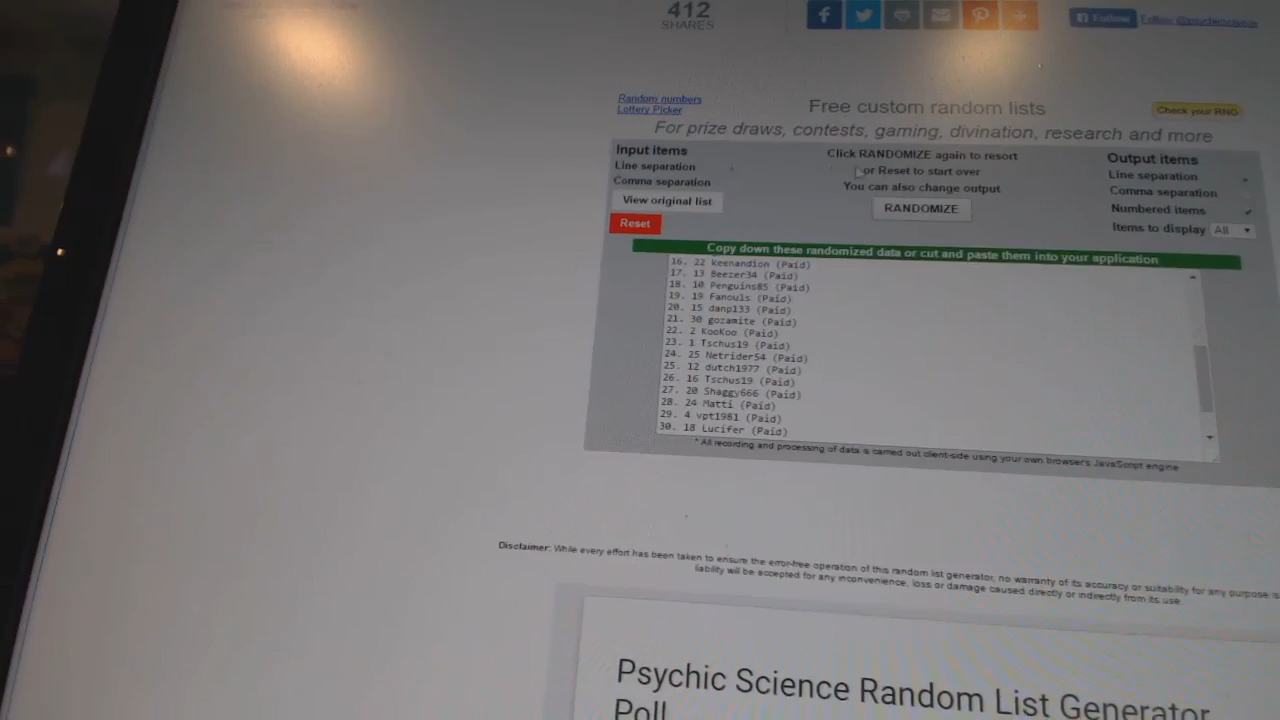 412
SHARES
Follow Follow @psychicscience
Random numbers
Lottery Picker
Free custom random lists
Check your RNG
For prize draws, contests, gaming, divination, research and more
Input items
Line separation
Comma separation
View original list
Reset
Click RANDOMIZE again to resort
or Reset to start over
You can also change output
RANDOMIZE
Output items
Line separation
Comma separation
Numbered items
Items to display All
Copy down these randomized data or cut and paste them into your application
16. 22 keenandion (Paid)
17. 13 Beezer34 (Paid)
18. 10 Penguins85 (Paid)
19. 19 Fanouls (Paid)
20. 15 danp133 (Paid)
21. 30 gozamite (Paid)
22. 2 KooKoo (Paid)
23. 1 Tschus19 (Paid)
24. 25 Netrider54 (Paid)
25. 12 dutch1977 (Paid)
26. 16 Tschus19 (Paid)
27. 20 Shaggy666 (Paid)
28. 24 Matti (Paid)
29. 4 vpt1981 (Paid)
30. 18 Lucifer (Paid)
* All recording and processing of data is carried out client-side using your own browser's JavaScript engine
Disclaimer: While every effort has been taken to ensure the error-free operation of this random list generator, no warranty of its accuracy or suitability for any purpose is
liability will be accepted for any inconvenience, loss or damage caused directly or indirectly from its use.
Psychic Science Random List Generator
Poll